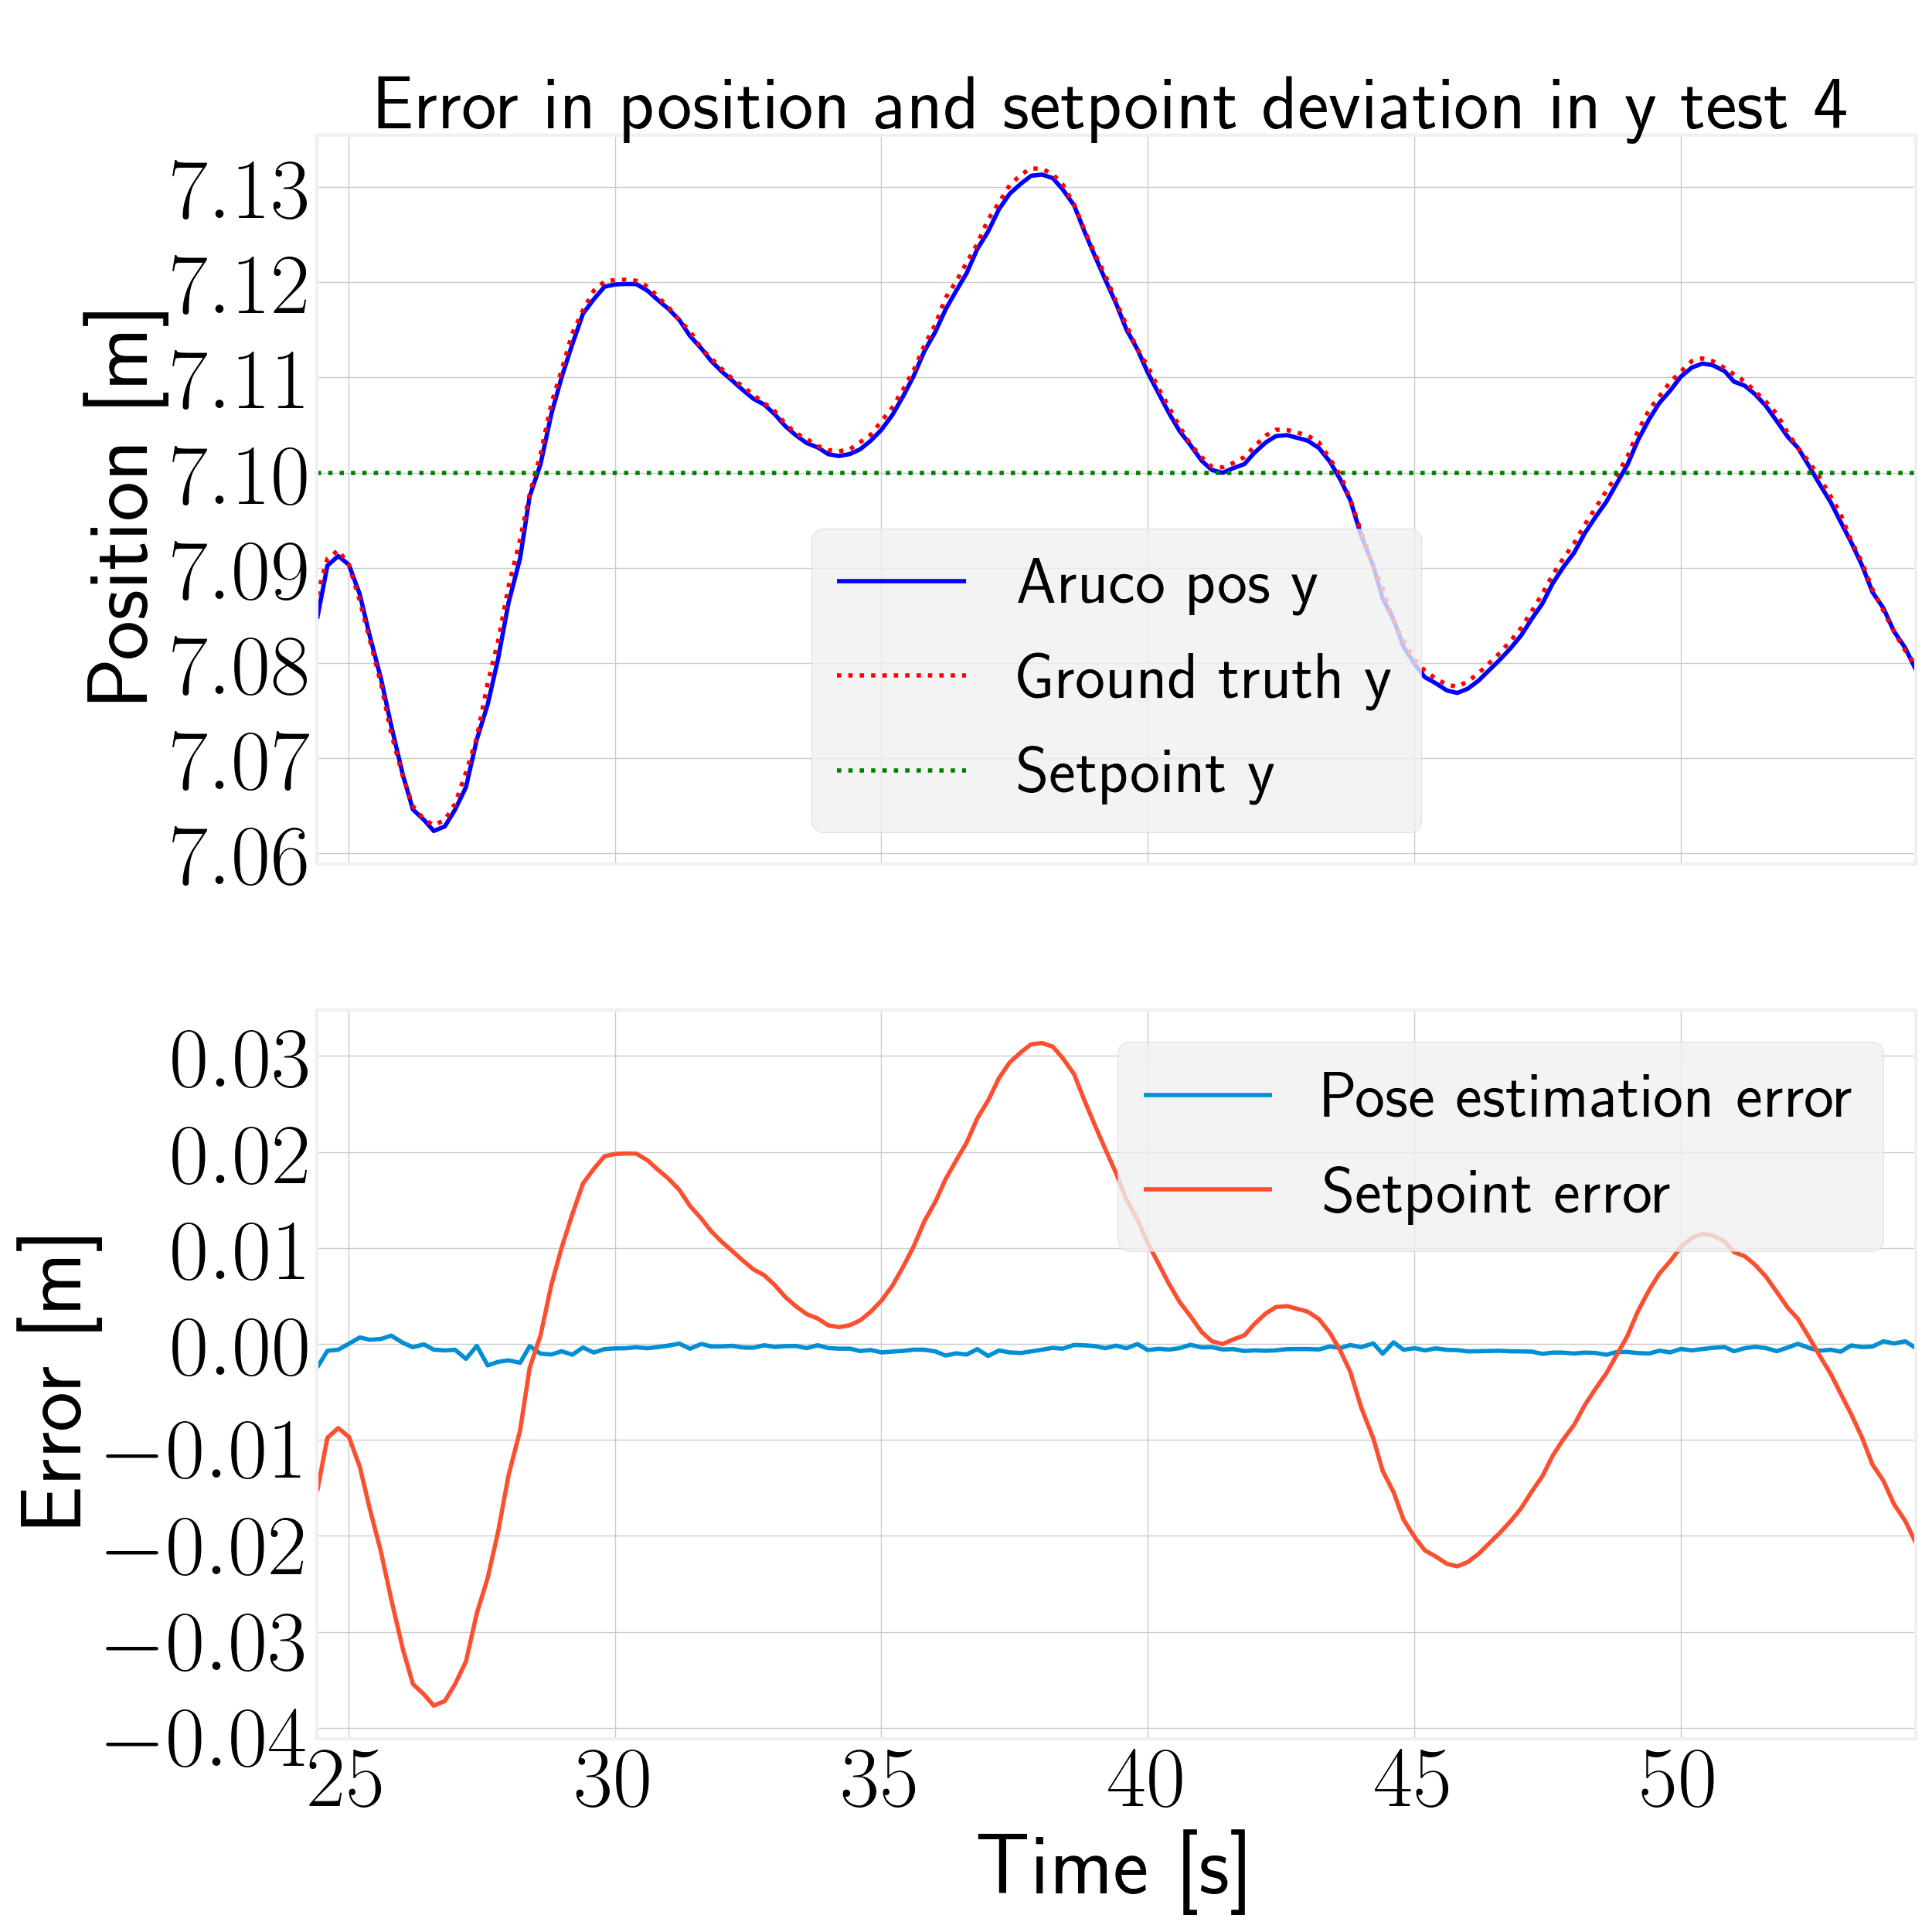 Error in position and setpoint deviation in y test 4
Position [m]
7.13
7.12
7.11
7.10
7.09
7.08
7.07
7.06
Aruco pos y
Ground truth y
Setpoint y
Error [m]
0.03
0.02
0.01
0.00
−0.01
−0.02
−0.03
−0.04
Pose estimation error
Setpoint error
25 30 35 40 45 50
Time [s]